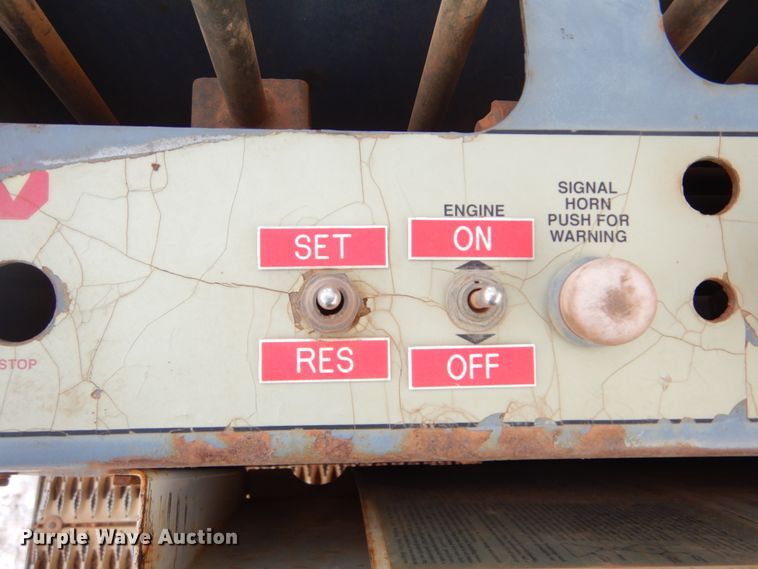 SIGNAL
HORN
PUSH FOR
WARNING
ENGINE
SET
ON
RES
OFF
STOP
Purple Wave Auction